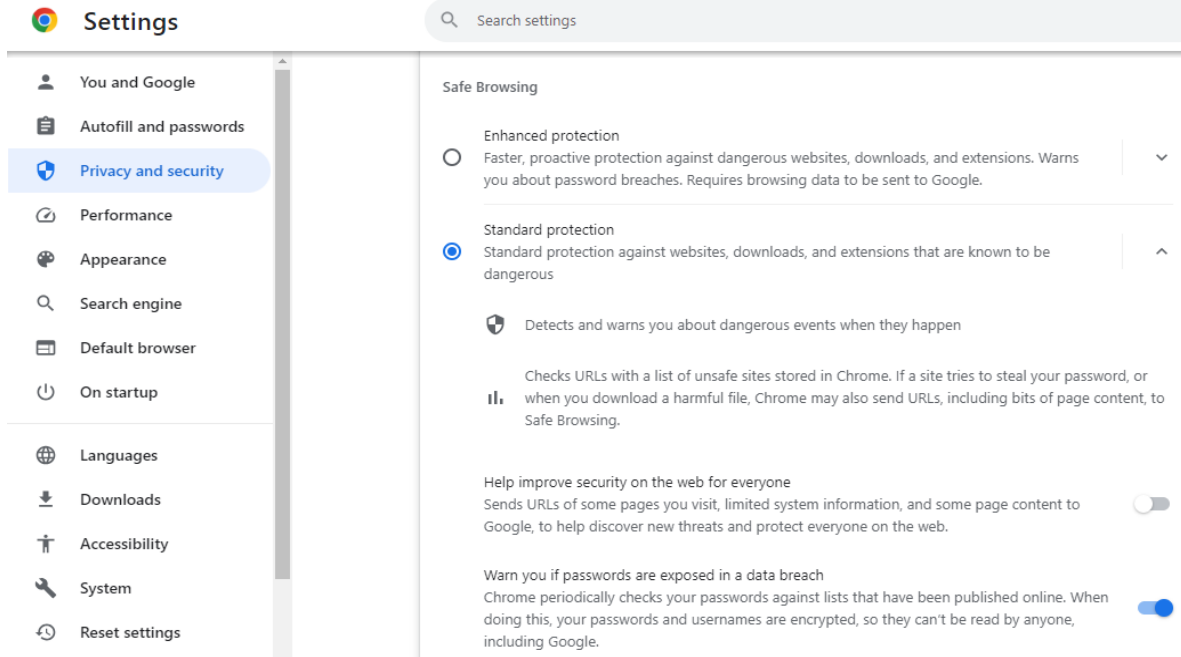 Settings
Search settings
You and Google
Autofill and passwords
Privacy and security
Performance
Appearance
Search engine
Default browser
On startup
Languages
Downloads
Accessibility
System
Reset settings
Safe Browsing
Enhanced protection
Faster, proactive protection against dangerous websites, downloads, and extensions. Warns
you about password breaches. Requires browsing data to be sent to Google.
Standard protection
Standard protection against websites, downloads, and extensions that are known to be
dangerous
Detects and warns you about dangerous events when they happen
Checks URLs with a list of unsafe sites stored in Chrome. If a site tries to steal your password, or
when you download a harmful file, Chrome may also send URLs, including bits of page content, to
Safe Browsing.
Help improve security on the web for everyone
Sends URLs of some pages you visit, limited system information, and some page content to
Google, to help discover new threats and protect everyone on the web.
Warn you if passwords are exposed in a data breach
Chrome periodically checks your passwords against lists that have been published online. When
doing this, your passwords and usernames are encrypted, so they can't be read by anyone,
including Google.